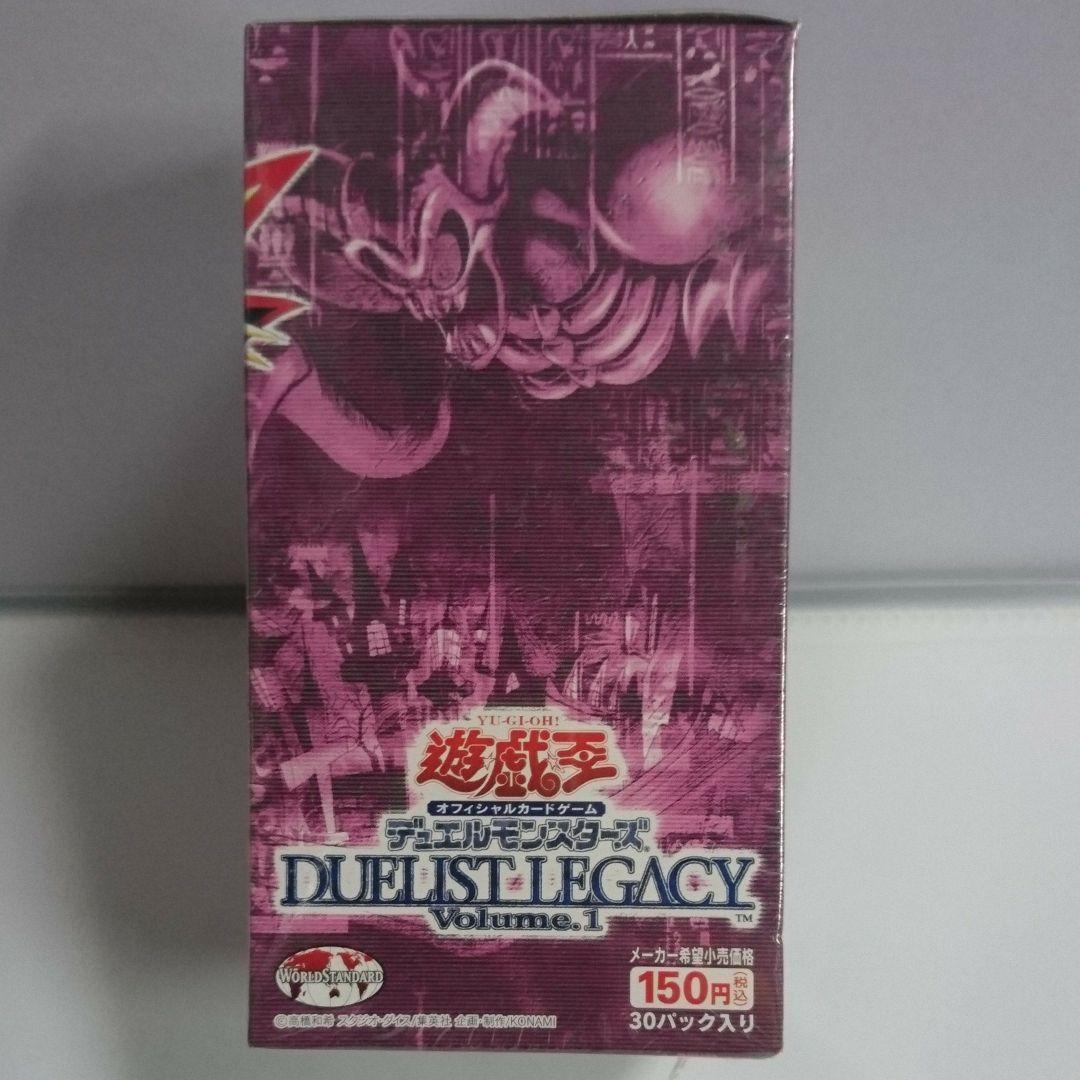 YU-GI-OH!
遊☆戯☆王
オフィシャルカードゲーム
デュエルモンスターズ®
DUELIST LEGACY™
Volume.1
WORLD STANDARD
メーカー希望小売価格
150円(税込)
30パック入り
©高橋和希 スタジオ・ダイス/集英社 企画・制作/KONAMI